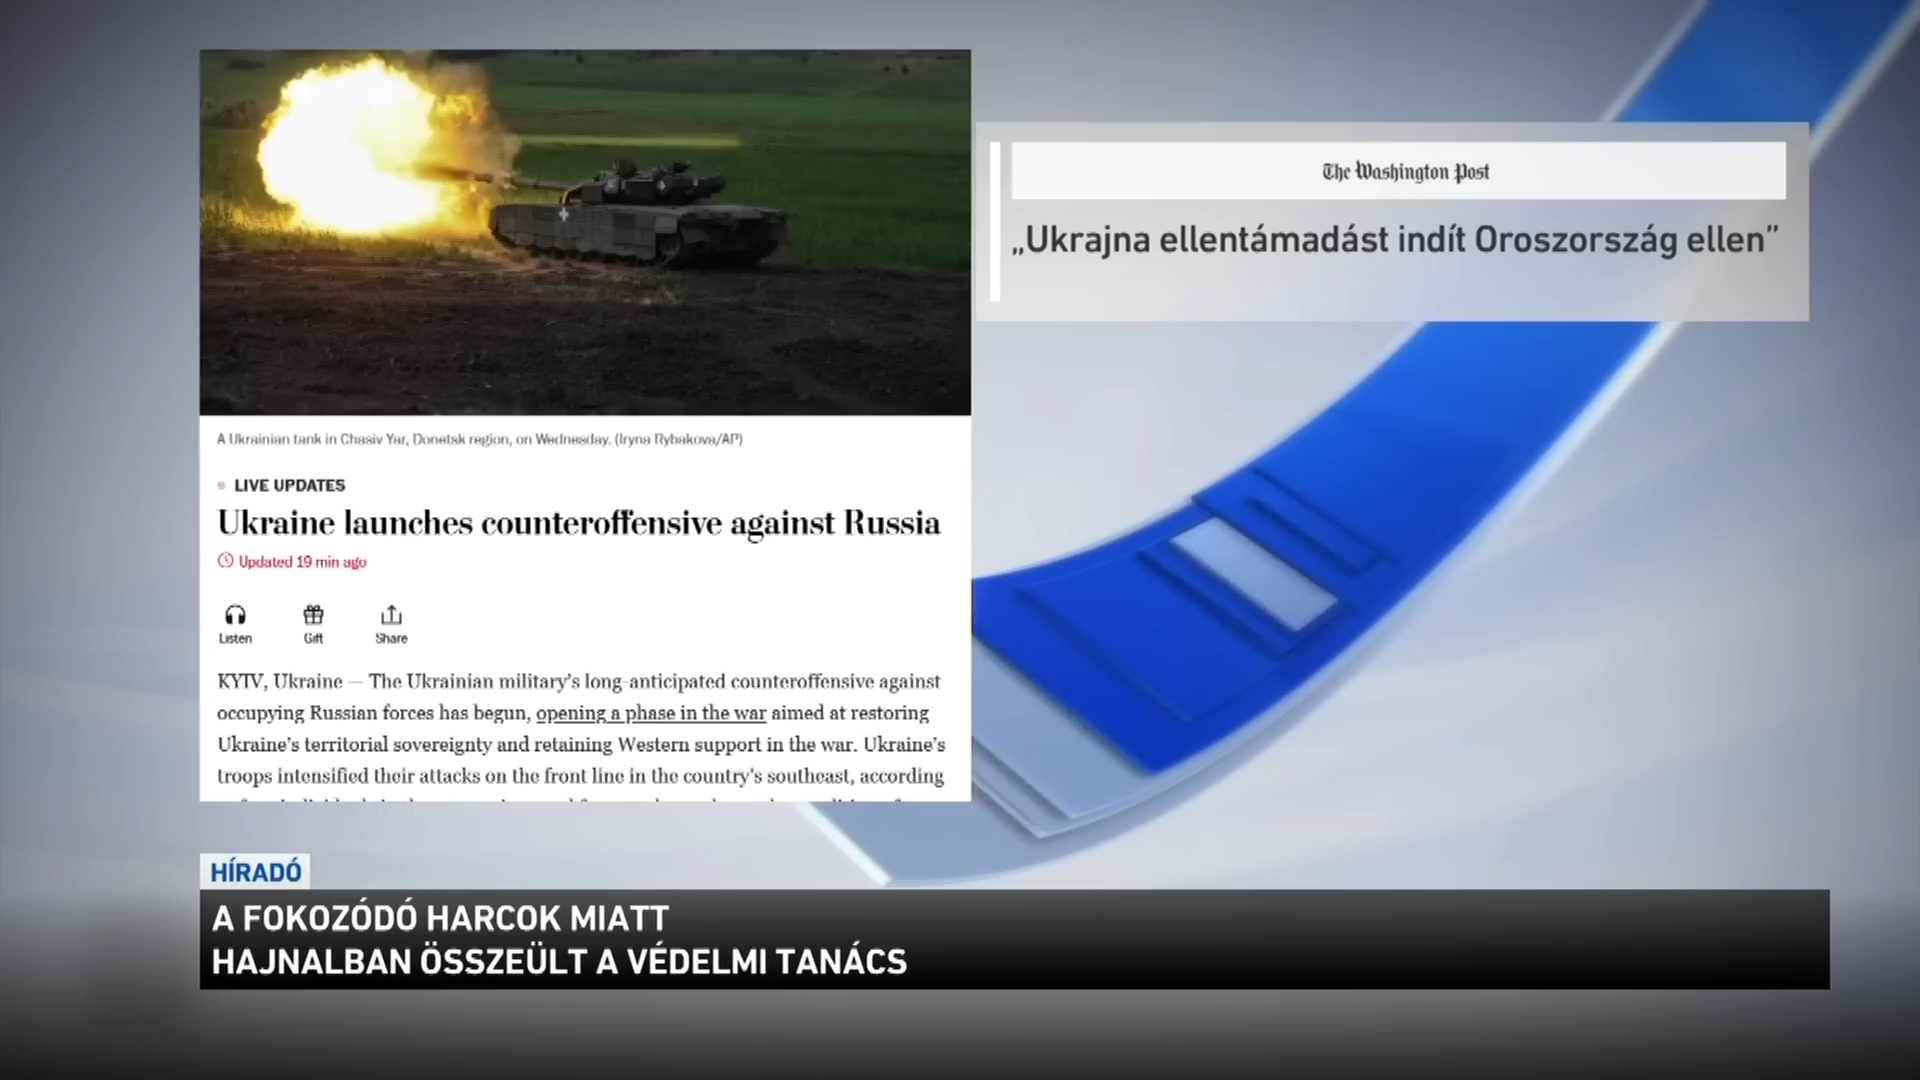 The Washington Post
„Ukrajna ellentámadást indít Oroszország ellen”
A Ukrainian tank in Chasiv Yar, Donetsk region, on Wednesday. (Iryna Rybakova/AP)
LIVE UPDATES
Ukraine launches counteroffensive against Russia
Updated 19 min ago
Listen Gift Share
KYIV, Ukraine — The Ukrainian military’s long-anticipated counteroffensive against
occupying Russian forces has begun, opening a phase in the war aimed at restoring
Ukraine’s territorial sovereignty and retaining Western support in the war. Ukraine’s
troops intensified their attacks on the front line in the country’s southeast, according
HÍRADÓ
A FOKOZÓDÓ HARCOK MIATT
HAJNALBAN ÖSSZEÜLT A VÉDELMI TANÁCS